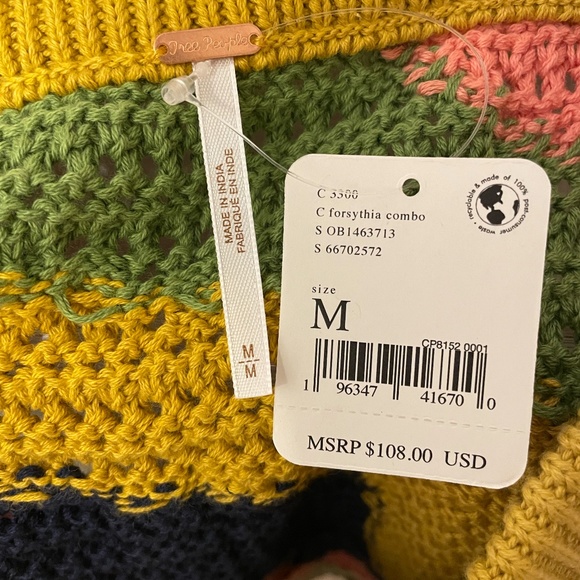 Free People
MADE IN INDIA
FABRIQUÉ EN INDE
M
M
recyclable & made of 100% post-consumer waste
C 3300
C forsythia combo
S OB1463713
S 66702572
size
M
CP8152 0001
1 96347 41670 0
MSRP $108.00 USD